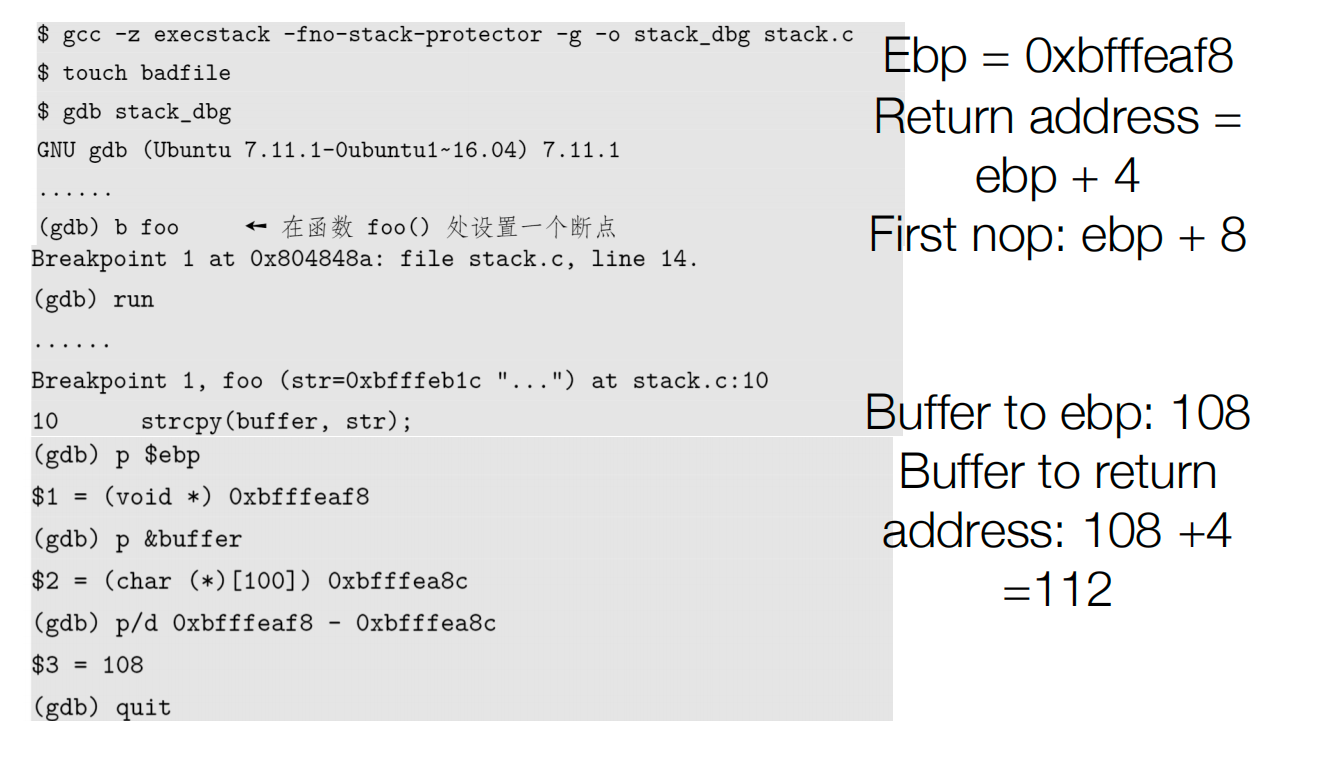 $ gcc -z execstack -fno-stack-protector -g -o stack_dbg stack.c
$ touch badfile
$ gdb stack_dbg
GNU gdb (Ubuntu 7.11.1-0ubuntu1~16.04) 7.11.1
......
(gdb) b foo ← 在函数 foo() 处设置一个断点
Breakpoint 1 at 0x804848a: file stack.c, line 14.
(gdb) run
......
Breakpoint 1, foo (str=0xbfffeb1c "...") at stack.c:10
10 strcpy(buffer, str);
(gdb) p $ebp
$1 = (void *) 0xbfffeaf8
(gdb) p &buffer
$2 = (char (*)[100]) 0xbfffea8c
(gdb) p/d 0xbfffeaf8 - 0xbfffea8c
$3 = 108
(gdb) quit
Ebp = 0xbfffeaf8
Return address =
ebp + 4
First nop: ebp + 8
Buffer to ebp: 108
Buffer to return
address: 108 +4
=112